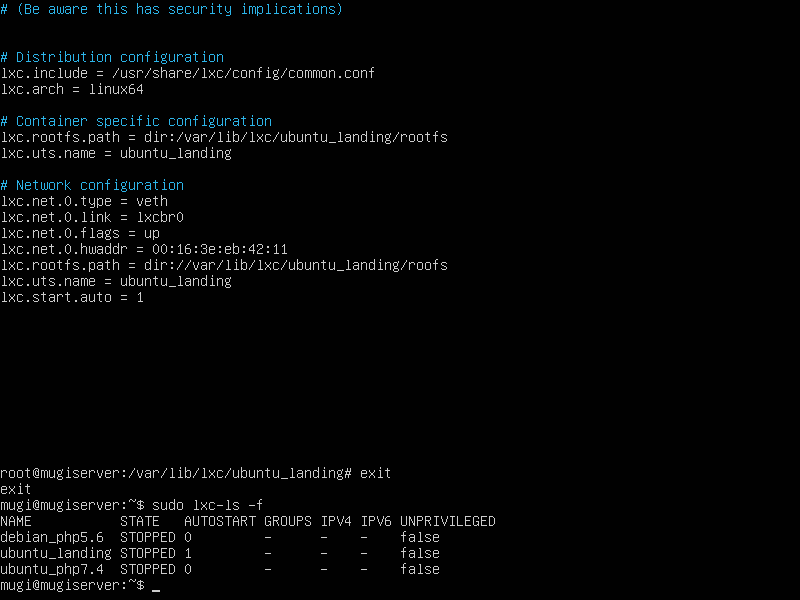 # (Be aware this has security implications)
# Distribution configuration
lxc.include = /usr/share/lxc/config/common.conf
lxc.arch = linux64
# Container specific configuration
lxc.rootfs.path = dir:/var/lib/lxc/ubuntu_landing/rootfs
lxc.uts.name = ubuntu_landing
# Network configuration
lxc.net.0.type = veth
lxc.net.0.link = lxcbr0
lxc.net.0.flags = up
lxc.net.0.hwaddr = 00:16:3e:eb:42:11
lxc.rootfs.path = dir://var/lib/lxc/ubuntu_landing/roofs
lxc.uts.name = ubuntu_landing
lxc.start.auto = 1
root@mugiserver:/var/lib/lxc/ubuntu_landing# exit
exit
mugi@mugiserver:~$ sudo lxc-ls -f
NAME           STATE   AUTOSTART GROUPS IPV4 IPV6 UNPRIVILEGED
debian_php5.6  STOPPED 0         -      -    -    false
ubuntu_landing STOPPED 1         -      -    -    false
ubuntu_php7.4  STOPPED 0         -      -    -    false
mugi@mugiserver:~$ _